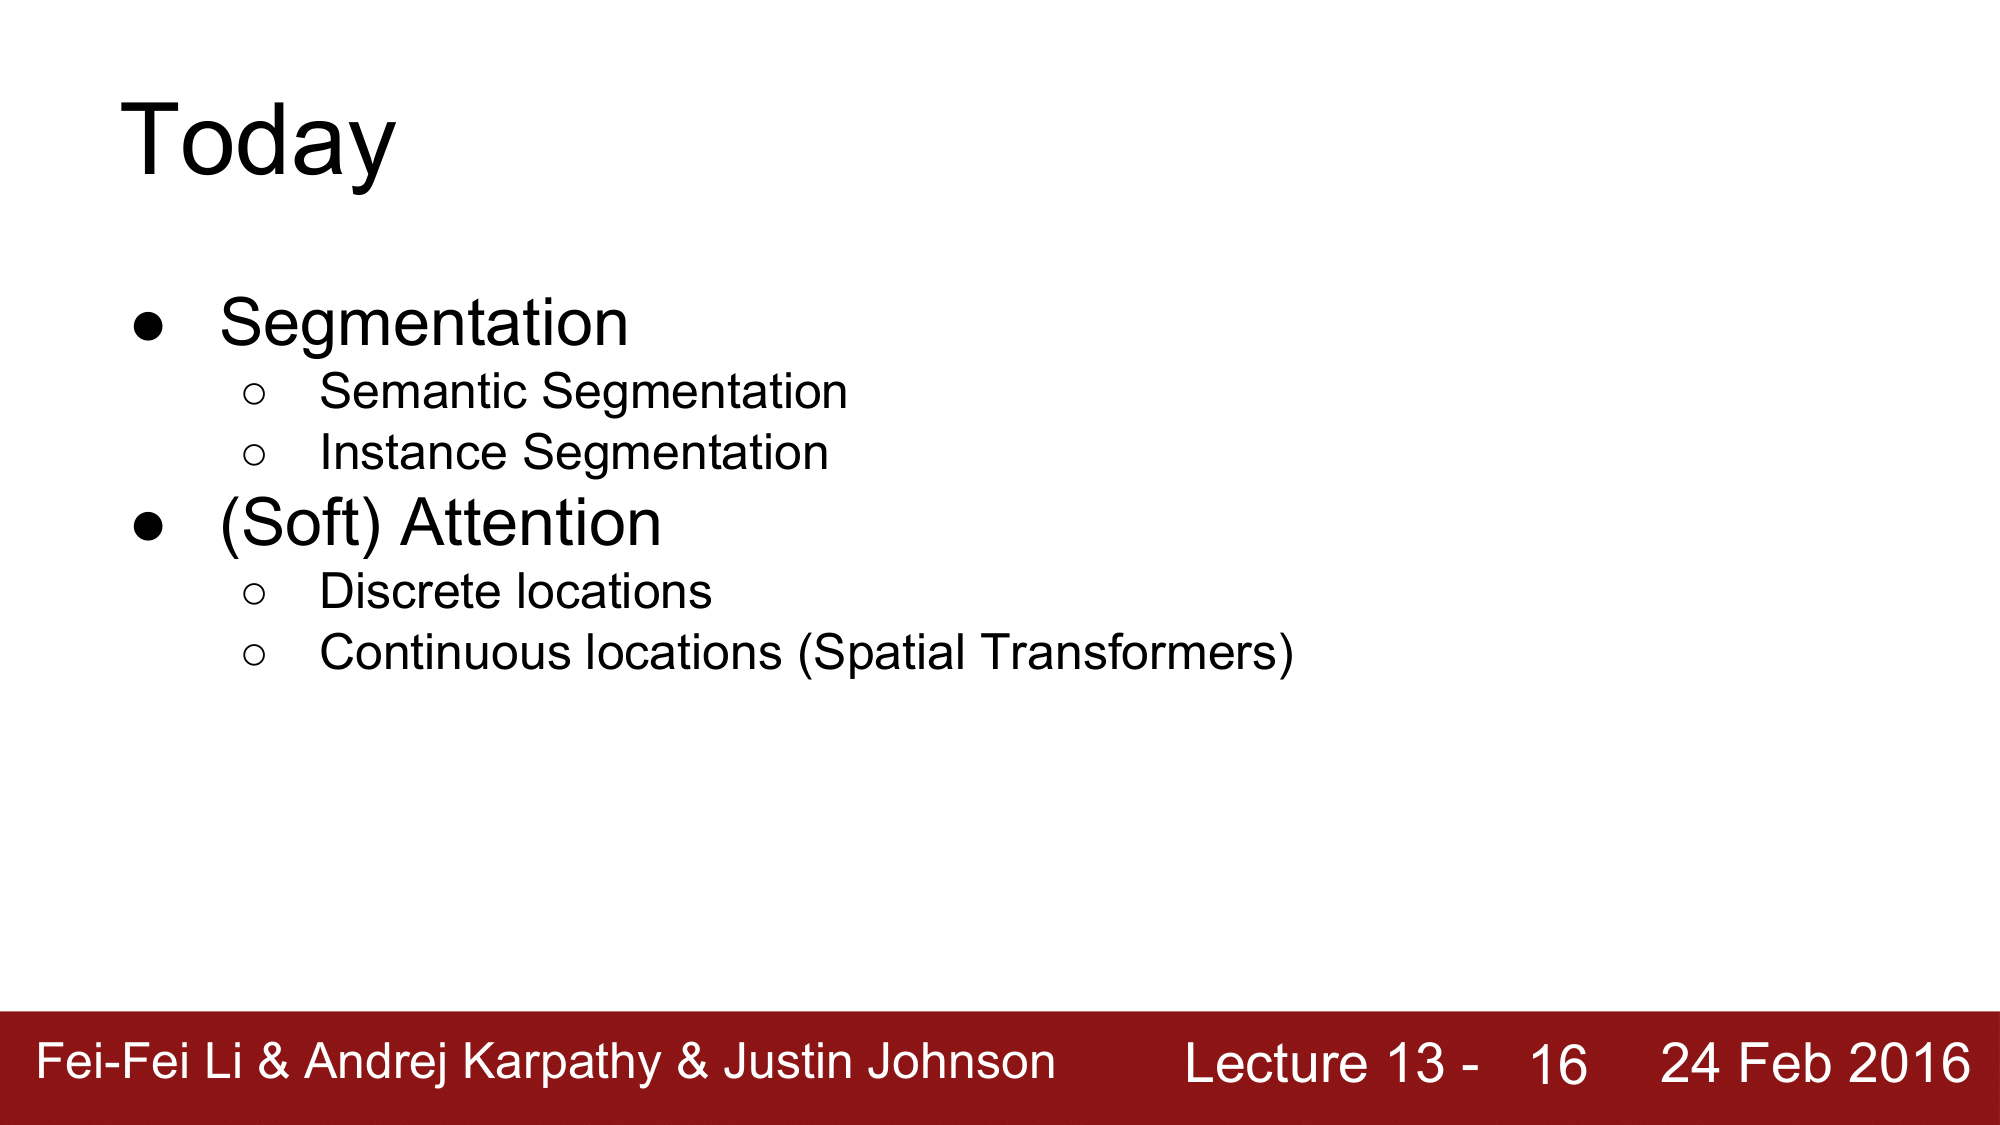 Today
● Segmentation
○ Semantic Segmentation
○ Instance Segmentation
● (Soft) Attention
○ Discrete locations
○ Continuous locations (Spatial Transformers)
Fei-Fei Li & Andrej Karpathy & Justin Johnson Lecture 13 - 16 24 Feb 2016